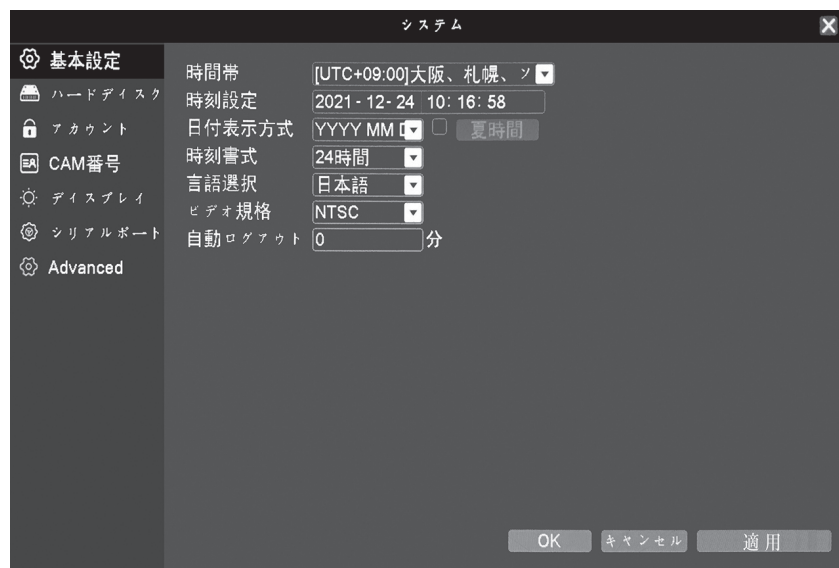 システム
基本設定
ハードディスク
アカウント
CAM番号
ディスプレイ
シリアルポート
Advanced
時間帯 [UTC+09:00]大阪、札幌、ソ
時刻設定 2021 - 12- 24 10: 16: 58
日付表示方式 YYYY MM D 夏時間
時刻書式 24時間
言語選択 日本語
ビデオ規格 NTSC
自動ログアウト 0 分
OK キャンセル 適用